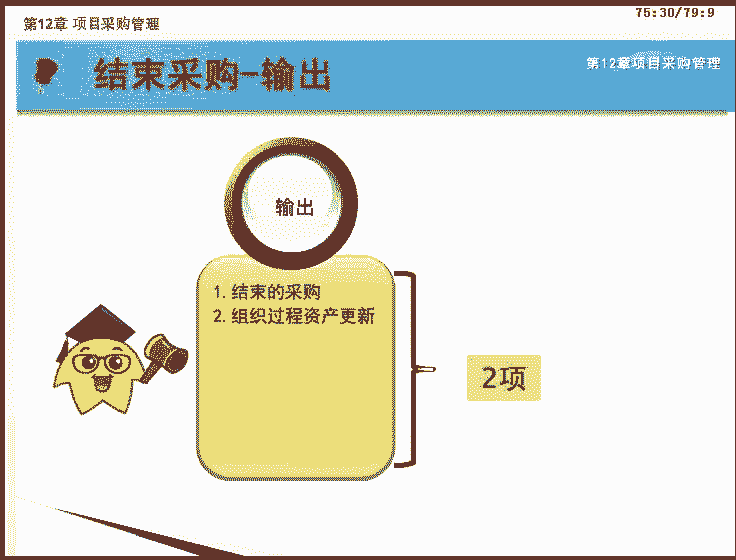 75:30/79:9
第12章 项目采购管理
结束采购-输出
第12章项目采购管理
输出
1. 结束的采购
2. 组织过程资产更新
2项